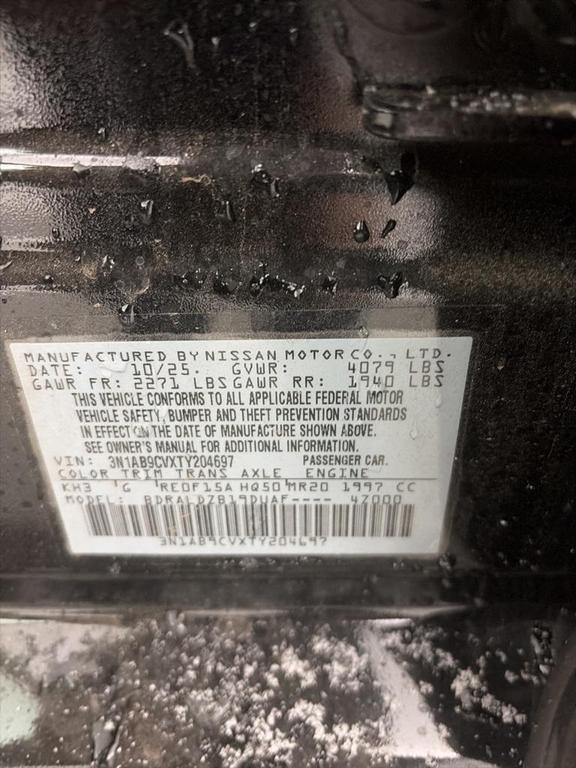 MANUFACTURED BY NISSAN MOTOR CO., LTD.
DATE: 10/25. GVWR: 4079 LBS
GAWR FR: 2271 LBS GAWR RR: 1940 LBS
THIS VEHICLE CONFORMS TO ALL APPLICABLE FEDERAL MOTOR
VEHICLE SAFETY, BUMPER AND THEFT PREVENTION STANDARDS
IN EFFECT ON THE DATE OF MANUFACTURE SHOWN ABOVE.
SEE OWNER'S MANUAL FOR ADDITIONAL INFORMATION.
VIN: 3N1AB9CVXTY204697 PASSENGER CAR.
COLOR TRIM TRANS AXLE ENGINE
KH3 G RE0F15A HQ50 MR20 1997 CC
MODEL: BDRALDZB19DUAF---- 47000
3N1AB9CVXTY204697